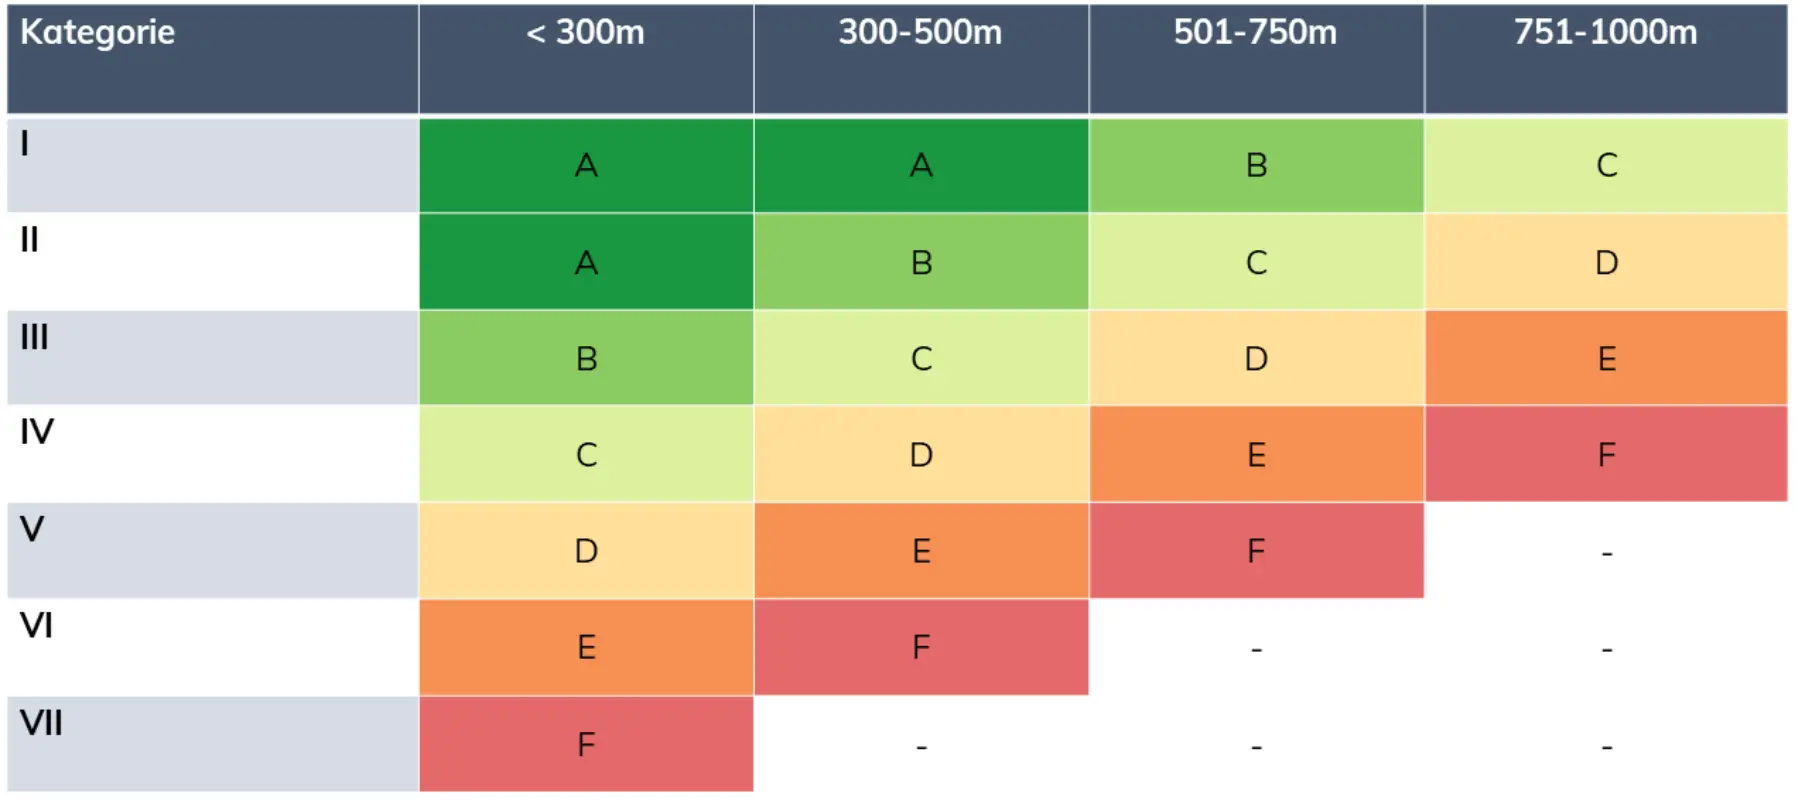 Kategorie < 300m 300-500m 501-750m 751-1000m
I A A B C
II A B C D
III B C D E
IV C D E F
V D E F -
VI E F - -
VII F - - -